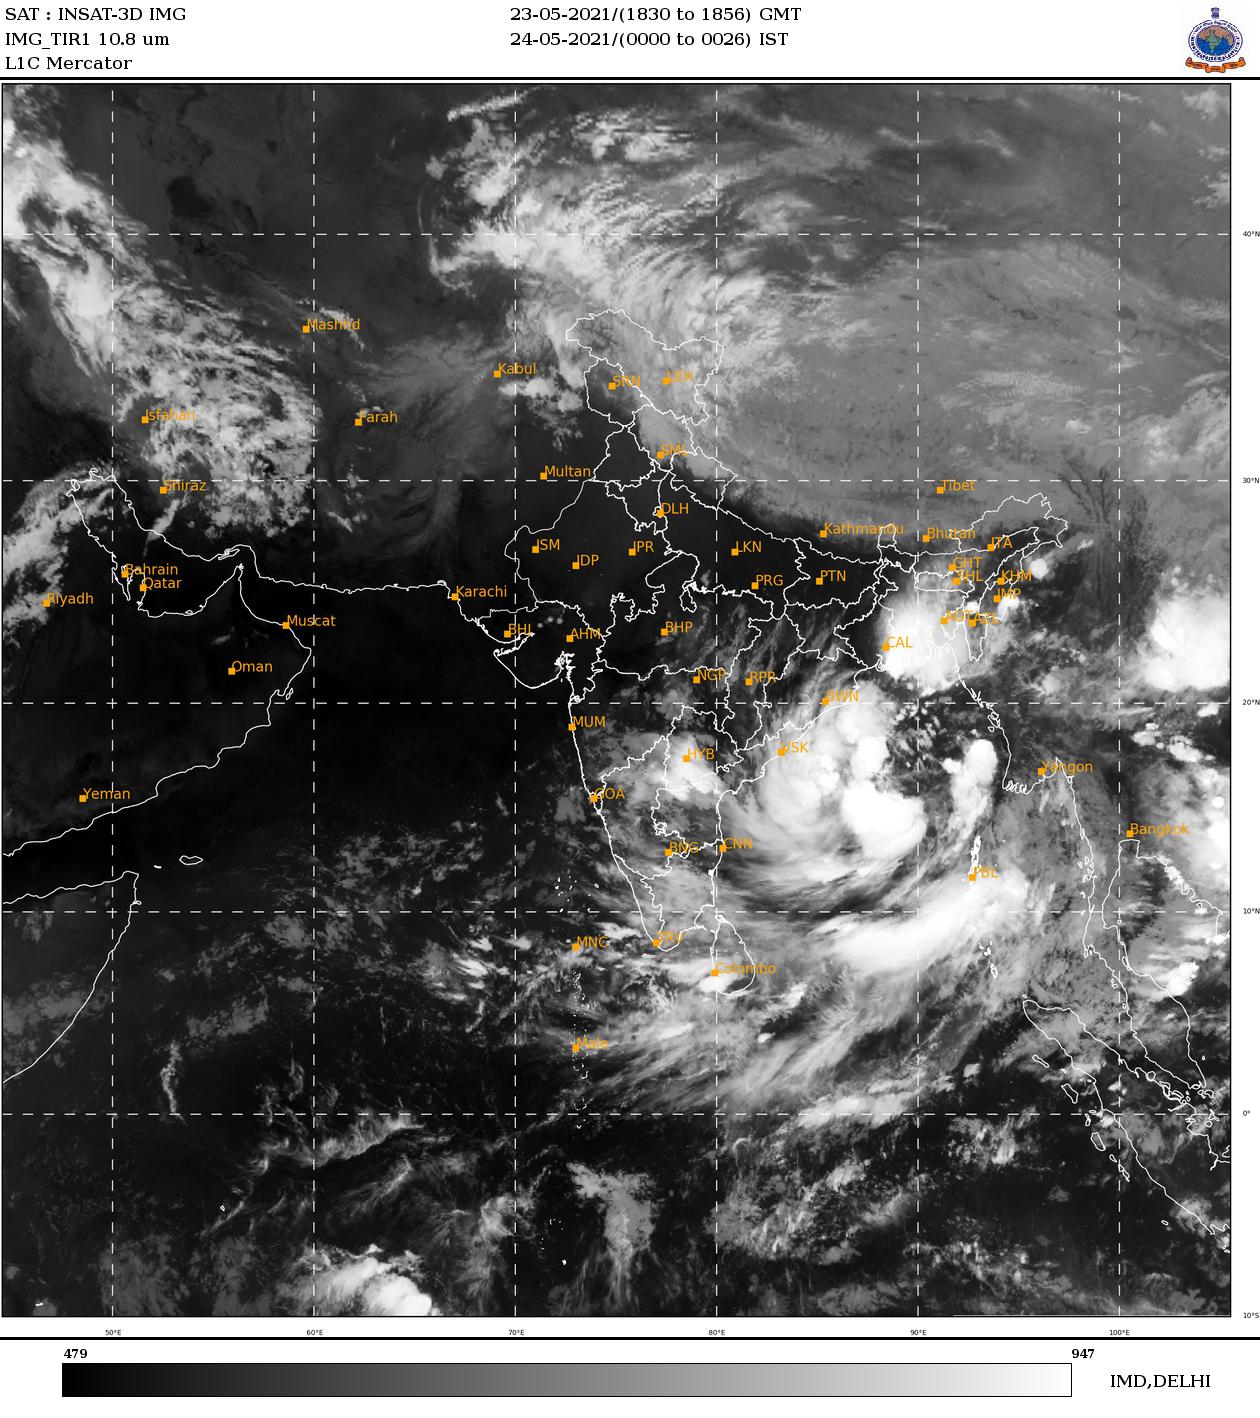 SAT : INSAT-3D IMG
23-05-2021/(1830 to 1856) GMT
IMG_TIR1 10.8 um
24-05-2021/(0000 to 0026) IST
L1C Mercator
40°N
Mashhd
Kabul
SRN
LEH
Isfahan
Farah
SML
Multan
30°N
Shiraz
Tibet
DLH
Kathmandu
Bhutan
JSM
JPR
LKN
ITA
JDP
GHT
Bahrain
Qatar
PRG
PTN
SHL
KHM
Riyadh
Karachi
IMP
Muscat
BHJ
AHM
BHP
AGT
AZL
CAL
Oman
NGP
RPR
BWN
20°N
MUM
VSK
HYB
Yangon
Yemen
GOA
Bangkok
BNG
CNN
PBL
10°N
MNC
TRV
Colombo
Male
0°
10°S
50°E 60°E 70°E 80°E 90°E 100°E
479
947
IMD,DELHI